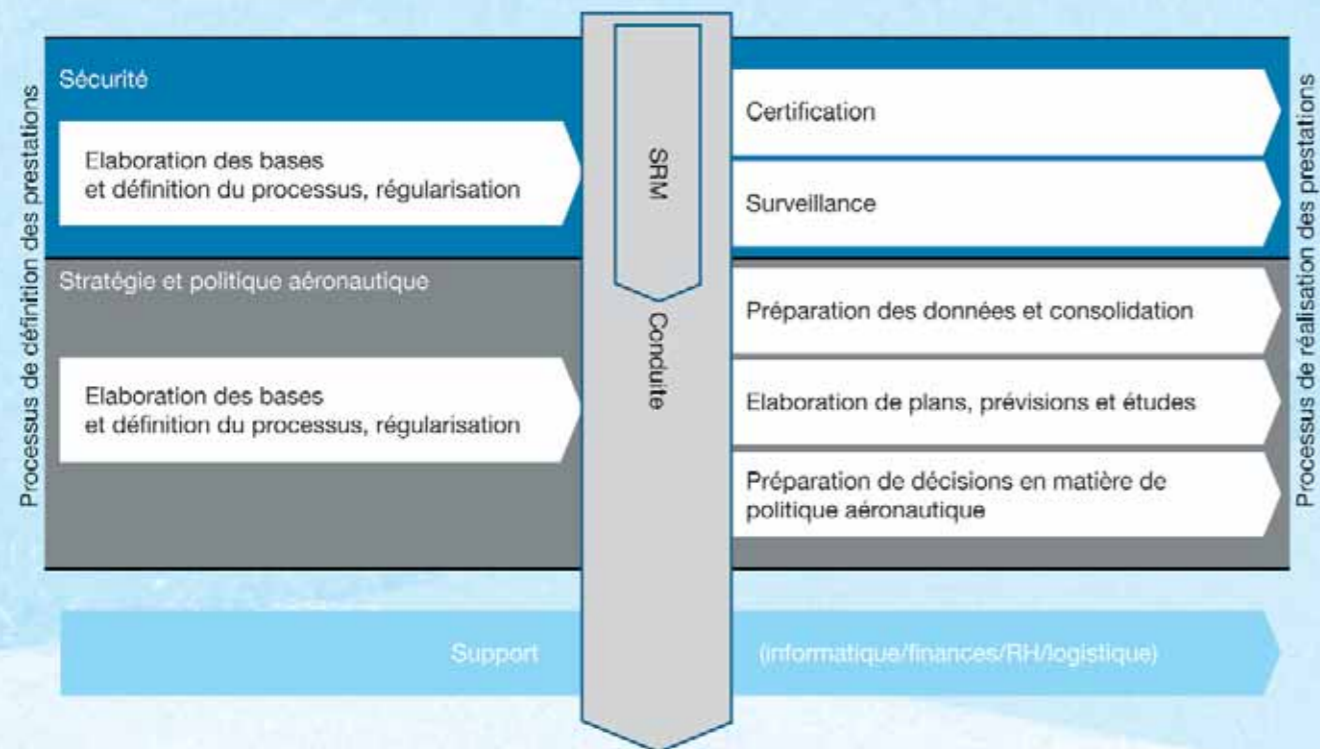 Processus de définition des prestations
Sécurité
Elaboration des bases
et définition du processus, régularisation
Stratégie et politique aéronautique
Elaboration des bases
et définition du processus, régularisation
SRM
Conduite
Certification
Surveillance
Préparation des données et consolidation
Elaboration de plans, prévisions et études
Préparation de décisions en matière de
politique aéronautique
Processus de réalisation des prestations
Support
(informatique/finances/RH/logistique)